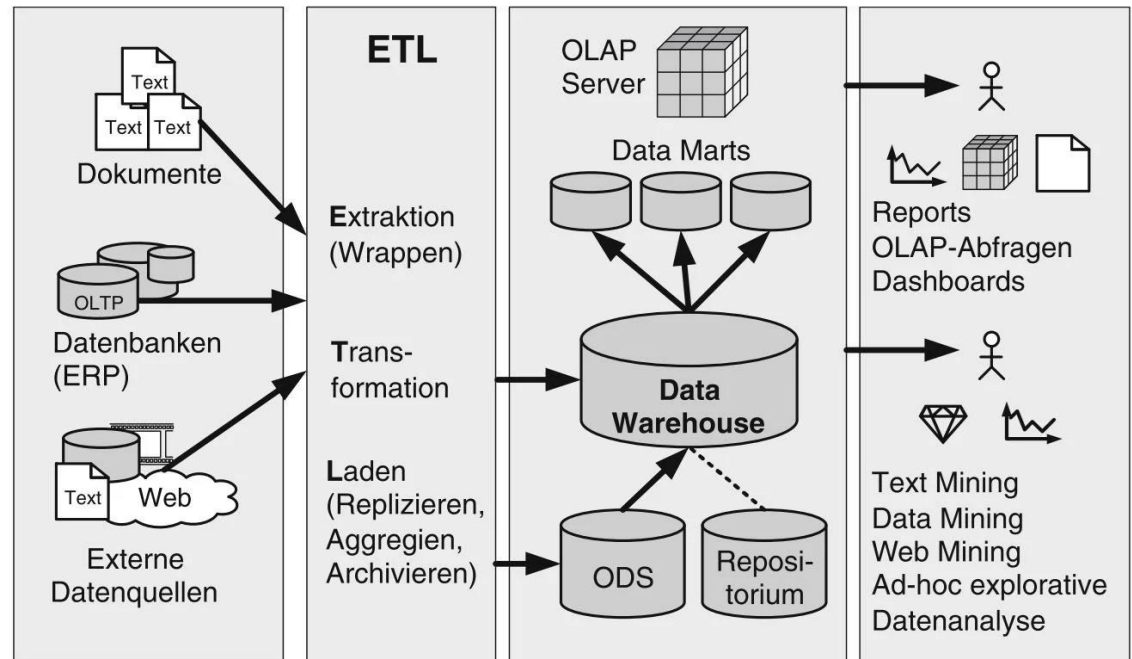 Text
Text
Text
Dokumente
OLTP
Datenbanken
(ERP)
Text
Web
Externe
Datenquellen
ETL
Extraktion
(Wrappen)
Trans-
formation
Laden
(Replizieren,
Aggregien,
Archivieren)
OLAP
Server
Data Marts
Data
Warehouse
ODS
Reposi-
torium
Reports
OLAP-Abfragen
Dashboards
Text Mining
Data Mining
Web Mining
Ad-hoc explorative
Datenanalyse